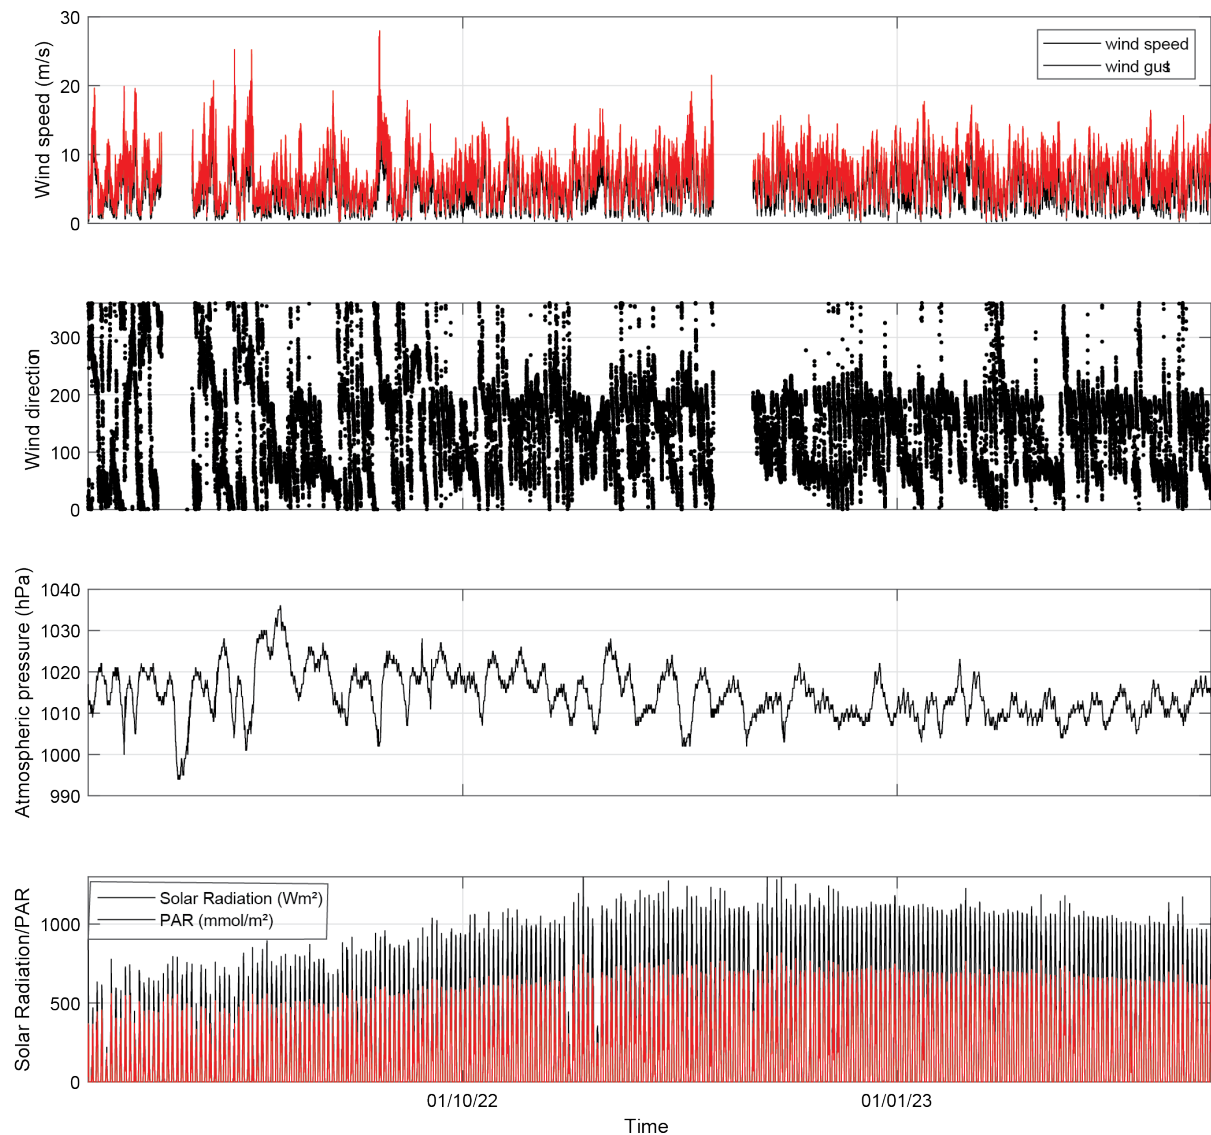 30
20
10
0
Wind speed (m/s)
wind speed
wind gust
300
200
100
0
Wind direction
1040
1030
1020
1010
1000
990
Atmospheric pressure (hPa)
Solar Radiation (Wm²)
PAR (mmol/m²)
1000
500
0
Solar Radiation/PAR
01/10/22
01/01/23
Time